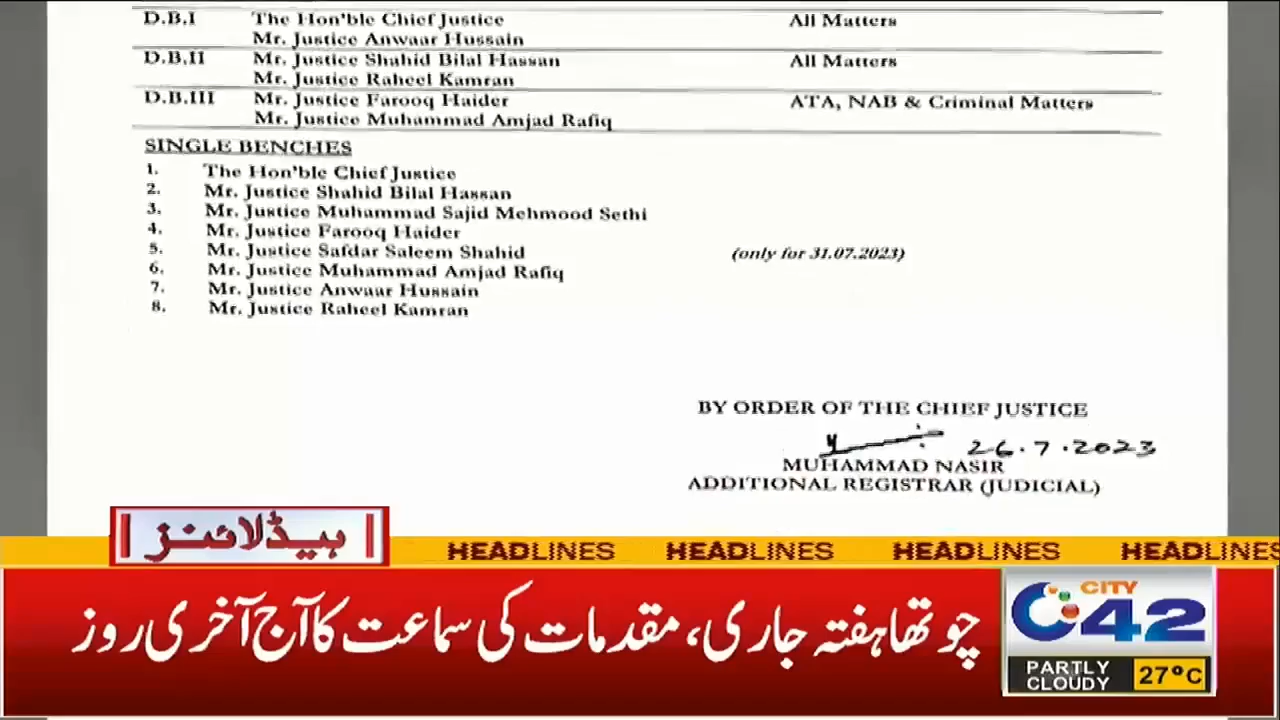 D.B.I The Hon'ble Chief Justice All Matters
Mr. Justice Anwaar Hussain
D.B.II Mr. Justice Shahid Bilal Hassan All Matters
Mr. Justice Raheel Kamran
D.B.III Mr. Justice Farooq Haider ATA, NAB & Criminal Matters
Mr. Justice Muhammad Amjad Rafiq
SINGLE BENCHES
1. The Hon'ble Chief Justice
2. Mr. Justice Shahid Bilal Hassan
3. Mr. Justice Muhammad Sajid Mehmood Sethi
4. Mr. Justice Farooq Haider
5. Mr. Justice Safdar Saleem Shahid (only for 31.07.2023)
6. Mr. Justice Muhammad Amjad Rafiq
7. Mr. Justice Anwaar Hussain
8. Mr. Justice Raheel Kamran
BY ORDER OF THE CHIEF JUSTICE
26.7.2023
MUHAMMAD NASIR
ADDITIONAL REGISTRAR (JUDICIAL)
ہیڈلائنز
HEADLINES HEADLINES HEADLINES HEADLINES
چوتھا ہفتہ جاری، مقدمات کی سماعت کا آج آخری روز
CITY
42
PARTLY
CLOUDY 27°C